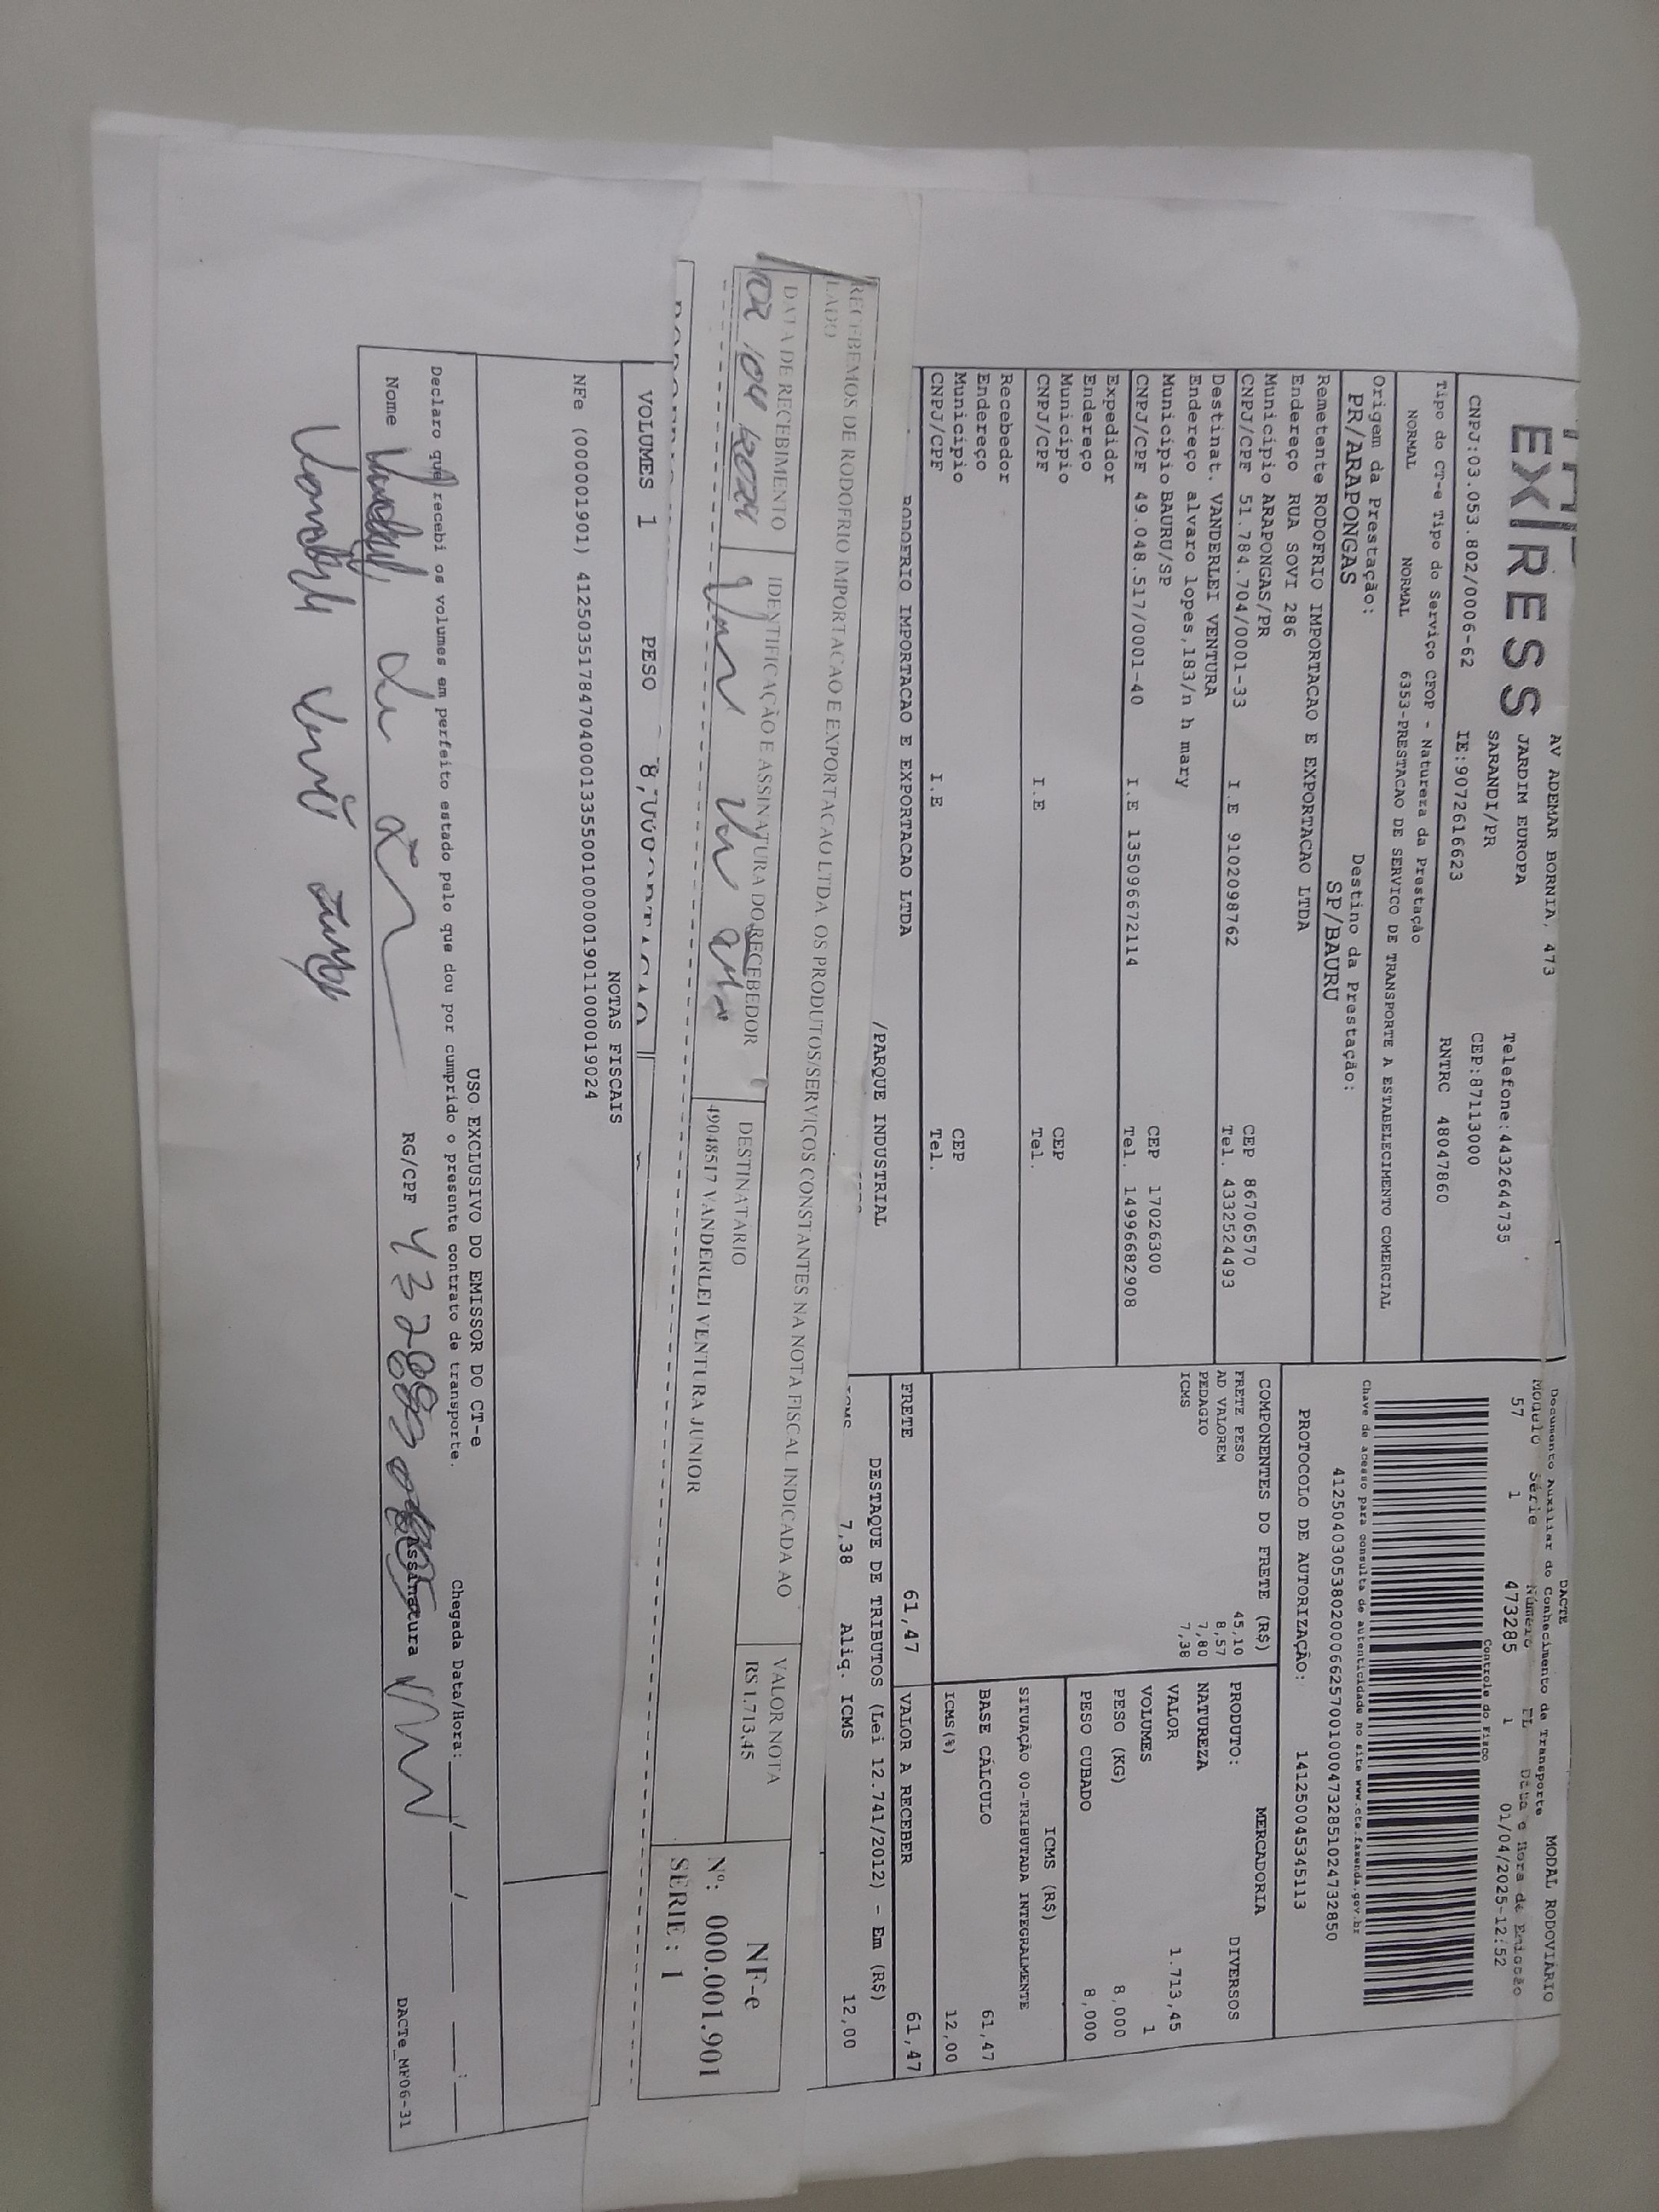 EXPRESS
AV ADEMAR BORNIA, 473
JARDIM EUROPA
Telefone:4432644735
SARANDI/PR
CEP:87113000
CNPJ:03.053.802/0006-62
IE:9072616623
RNTRC 48047860
Tipo do CT-e Tipo do Serviço CFOP - Natureza da Prestação
NORMAL NORMAL 6353-PRESTACAO DE SERVICO DE TRANSPORTE A ESTABELECIMENTO COMERCIAL
Origem da Prestação: Destino da Prestação:
PR/ARAPONGAS SP/BAURU
Remetente RODOFRIO IMPORTACAO E EXPORTACAO LTDA
Endereço RUA SOVI 286
Município ARAPONGAS/PR CEP 86706570
CNPJ/CPF 51.784.704/0001-33 I.E 9102098762 Tel. 4332524493
Destinat. VANDERLEI VENTURA
Endereço alvaro lopes,183/n h mary
Município BAURU/SP CEP 17026300
CNPJ/CPF 49.048.517/0001-40 I.E 135096672114 Tel. 14996682908
Expedidor
Endereço
Município CEP
CNPJ/CPF I.E Tel.
Recebedor
Endereço
Município CEP
CNPJ/CPF I.E Tel.
RODOFRIO IMPORTACAO E EXPORTACAO LTDA
/PARQUE INDUSTRIAL
DACTE
Documento Auxiliar do Conhecimento de Transporte
MODAL RODOVIÁRIO
Modulo Série Número FL Data e Hora de Emissão
57 1 473285 1 01/04/2025-12:52
Controle do Fisco
Chave de acesso para consulta de autenticidade no site www.cte.fazenda.gov.br
41250403053802000662570010004732851024732850
PROTOCOLO DE AUTORIZAÇÃO: 141250045345113
COMPONENTES DO FRETE (R$)
FRETE PESO 45,10
AD VALOREM 8,57
PEDAGIO 7,80
ICMS 7,38
MERCADORIA
PRODUTO: DIVERSOS
NATUREZA
VALOR 1.713,45
VOLUMES 1
PESO (KG) 8,000
PESO CUBADO 8,000
ICMS (R$)
SITUAÇÃO 00-TRIBUTADA INTEGRALMENTE
BASE CÁLCULO 61,47
ICMS(%) 12,00
FRETE 61,47 VALOR A RECEBER 61,47
DESTAQUE DE TRIBUTOS (Lei 12.741/2012) - Em (R$)
ICMS 7,38 Aliq. ICMS 12,00
RECEBEMOS DE RODOFRIO IMPORTACAO E EXPORTACAO LTDA OS PRODUTOS/SERVIÇOS CONSTANTES NA NOTA FISCAL INDICADA AO
LADO
DATA DE RECEBIMENTO IDENTIFICAÇÃO E ASSINATURA DO RECEBEDOR DESTINATARIO VALOR NOTA
49048517 VANDERLEI VENTURA JUNIOR R$ 1.713,45
NF-e
Nº: 000.001.901
SÉRIE: 1
VOLUMES 1 PESO
NOTAS FISCAIS
NFe (000001901) 41250351784704000133550010000019011000019024
USO EXCLUSIVO DO EMISSOR DO CT-e
Declaro que recebi os volumes em perfeito estado pelo que dou por cumprido o presente contrato de transporte.
Chegada Data/Hora:
Nome RG/CPF Assinatura
DACTe_MF06-31